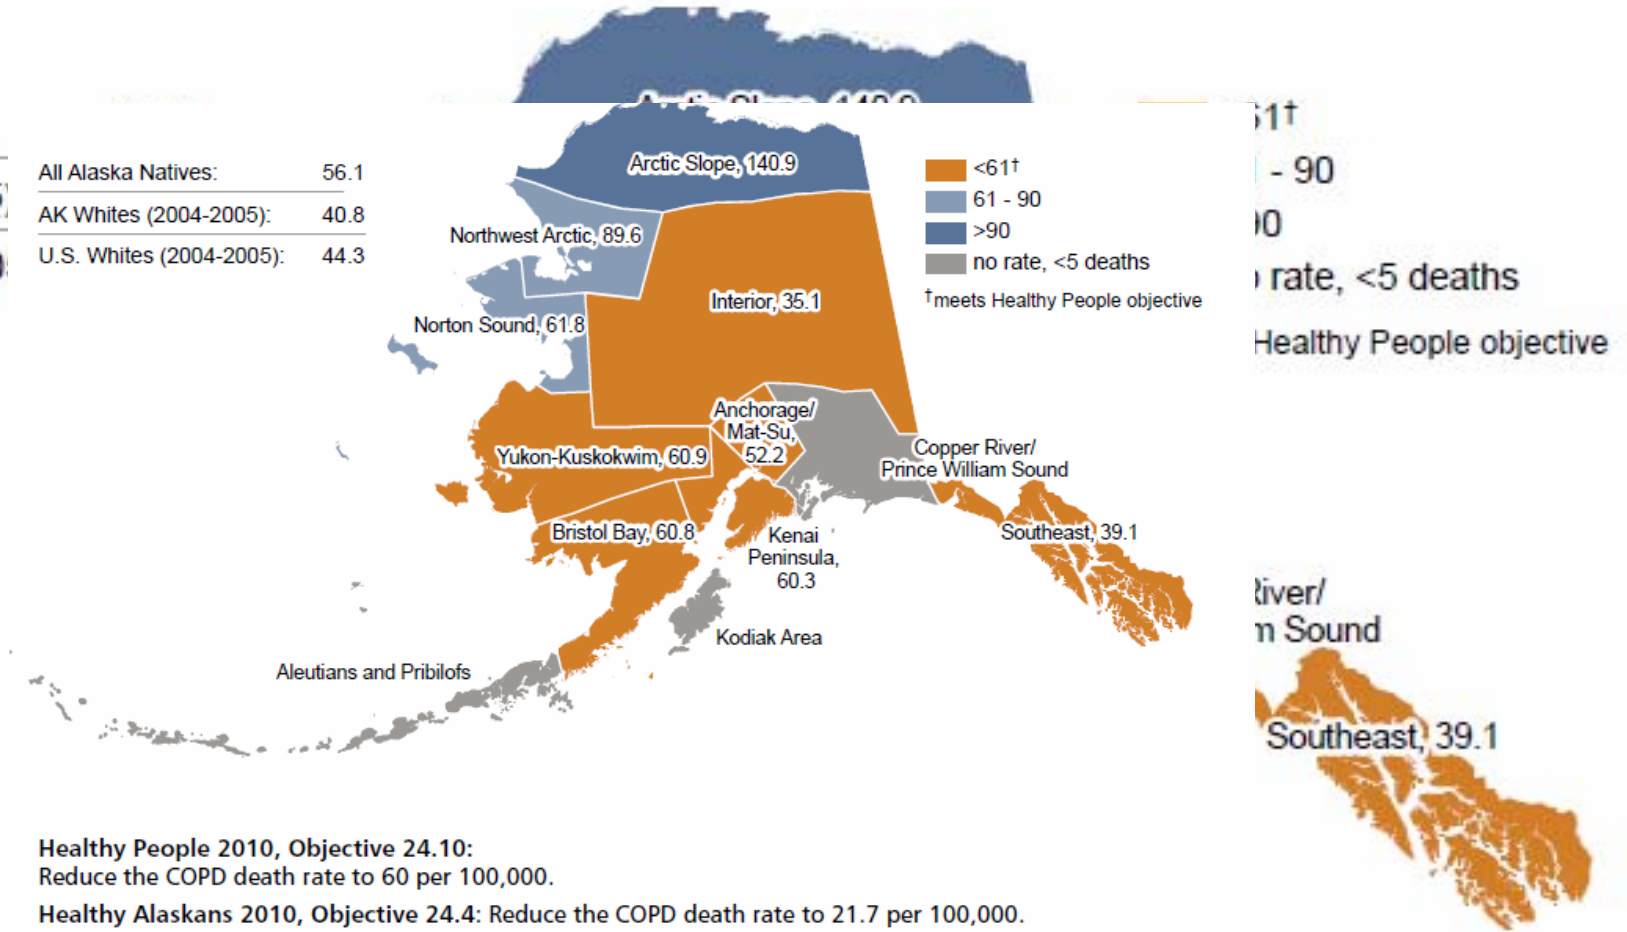 Arctic Slope, 140.9
All Alaska Natives: 56.1
AK Whites (2004-2005): 40.8
U.S. Whites (2004-2005): 44.3
Arctic Slope, 140.9
<61†
61 - 90
>90
no rate, <5 deaths
†meets Healthy People objective
Northwest Arctic, 89.6
Norton Sound, 61.8
Interior, 35.1
Anchorage/
Mat-Su,
52.2
Yukon-Kuskokwim, 60.9
Copper River/
Prince William Sound
Bristol Bay, 60.8
Kenai
Peninsula,
60.3
Southeast, 39.1
Kodiak Area
Aleutians and Pribilofs
Healthy People 2010, Objective 24.10:
Reduce the COPD death rate to 60 per 100,000.
Healthy Alaskans 2010, Objective 24.4: Reduce the COPD death rate to 21.7 per 100,000.
61†
- 90
90
rate, <5 deaths
Healthy People objective
River/
m Sound
Southeast, 39.1